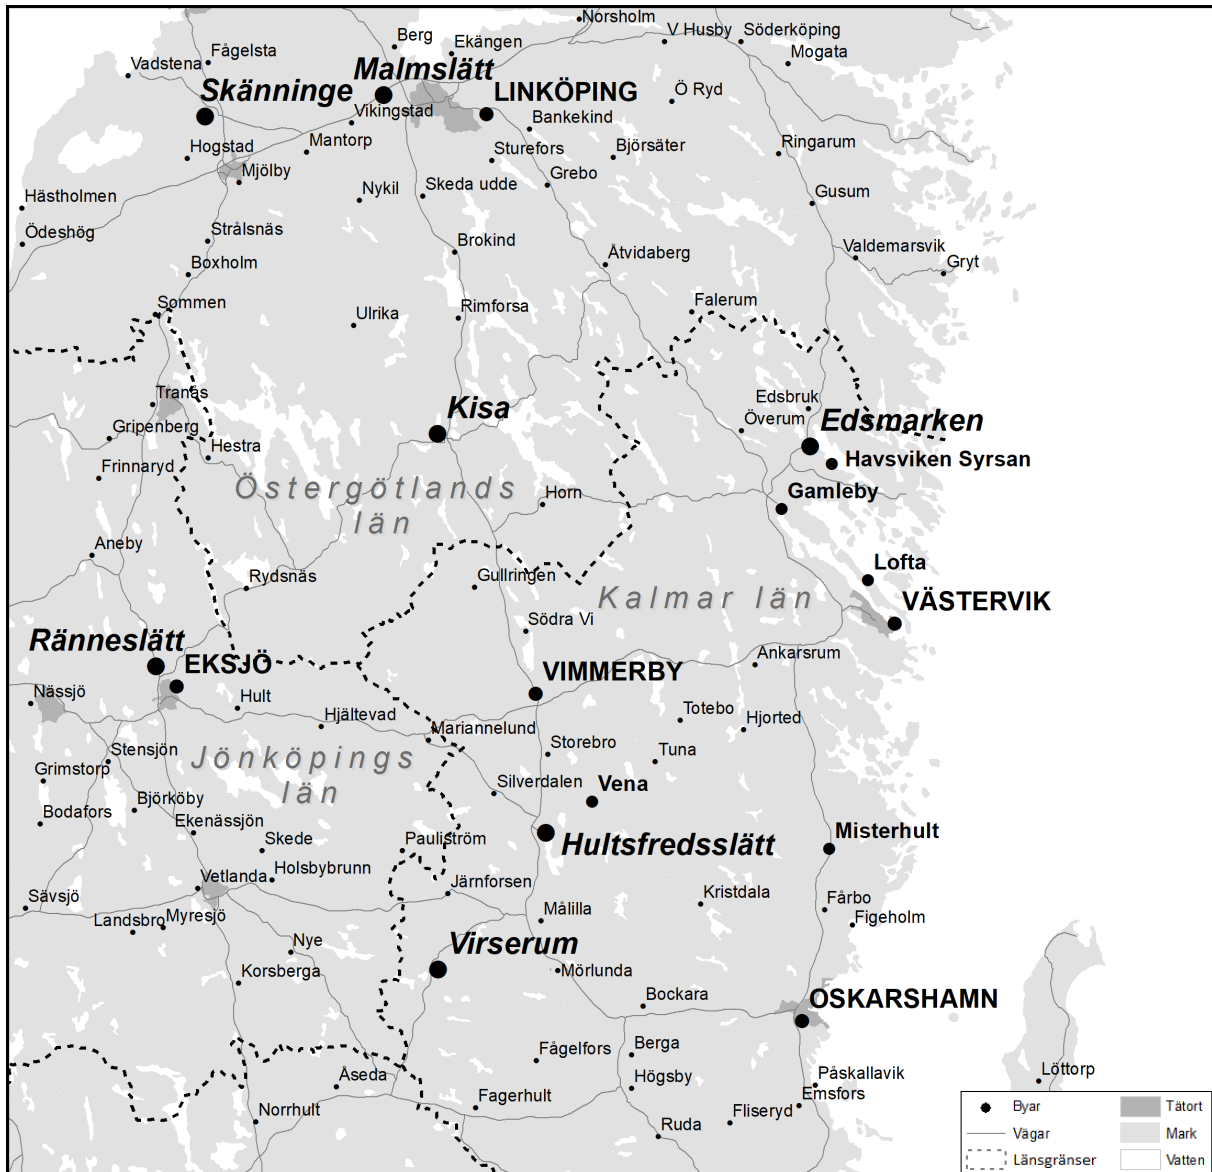 Norsholm
Berg
V Husby
Söderköping
Ekängen
Fågelsta
Mogata
Vadstena
Malmslätt
Skänninge
LINKÖPING
Ö Ryd
Vikingstad
Bankekind
Hogstad
Mantorp
Sturefors
Björsäter
Ringarum
Mjölby
Grebo
Hästholmen
Nykil
Skeda udde
Gusum
Ödeshög
Strålsnäs
Brokind
Åtvidaberg
Valdemarsvik
Boxholm
Gryt
Sommen
Ulrika
Rimforsa
Falerum
Tranås
Edsbruk
Kisa
Gripenberg
Överum
Edsmarken
Hestra
Frinnaryd
Havsviken Syrsan
Östergötlands
län
Horn
Gamleby
Aneby
Rydsnäs
Gullringen
Lofta
Kalmar län
VÄSTERVIK
Södra Vi
Ränneslätt
EKSJÖ
Ankarsrum
VIMMERBY
Nässjö
Hult
Hjältevad
Totebo
Hjorted
Mariannelund
Stensjön
Jönköpings
län
Storebro
Tuna
Grimstorp
Silverdalen
Vena
Björköby
Bodafors
Ekenässjön
Skede
Pauliström
Hultsfredsslätt
Misterhult
Vetlanda
Holsbybrunn
Järnforsen
Kristdala
Sävsjö
Fårbo
Landsbro
Myresjö
Målilla
Figeholm
Nye
Virserum
Korsberga
Mörlunda
Bockara
OSKARSHAMN
Fågelfors
Berga
Åseda
Högsby
Påskallavik
Löttorp
Fagerhult
Emsfors
Norrhult
Fliseryd
Ruda
Byar
Tätort
Vägar
Mark
Länsgränser
Vatten